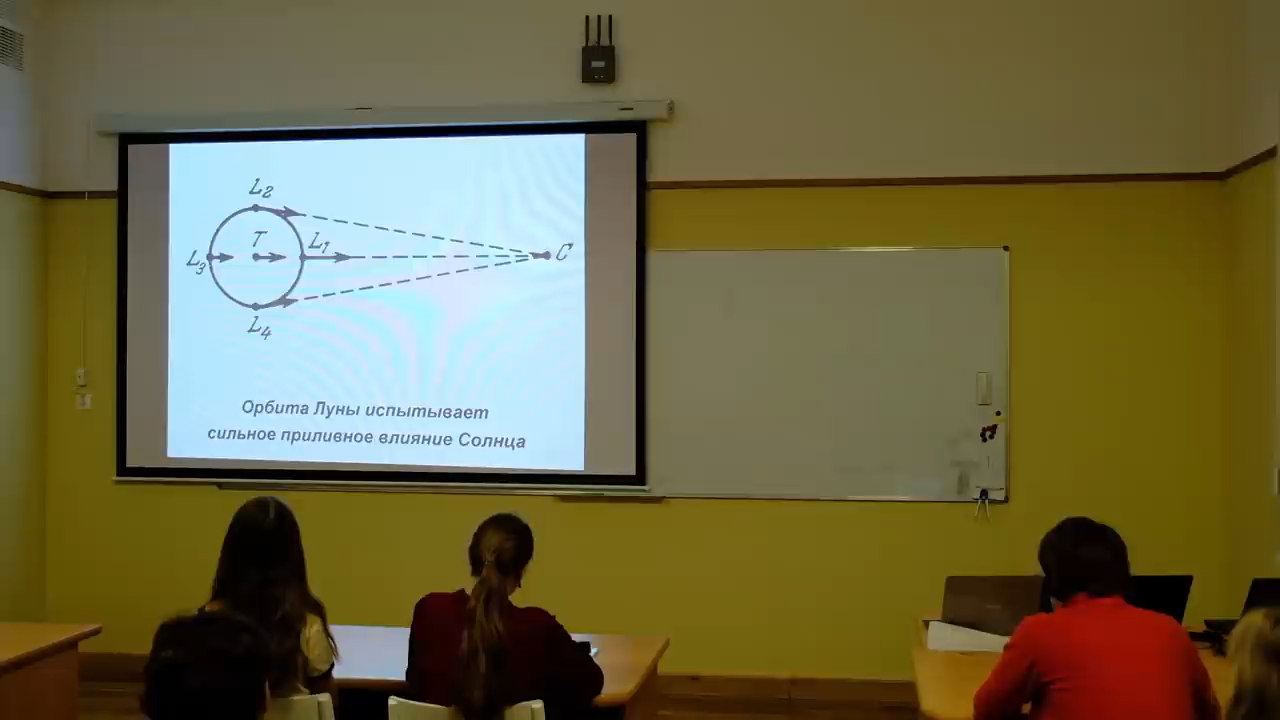 L2
T
L1
C
L3
L4
Орбита Луны испытывает
сильное приливное влияние Солнца